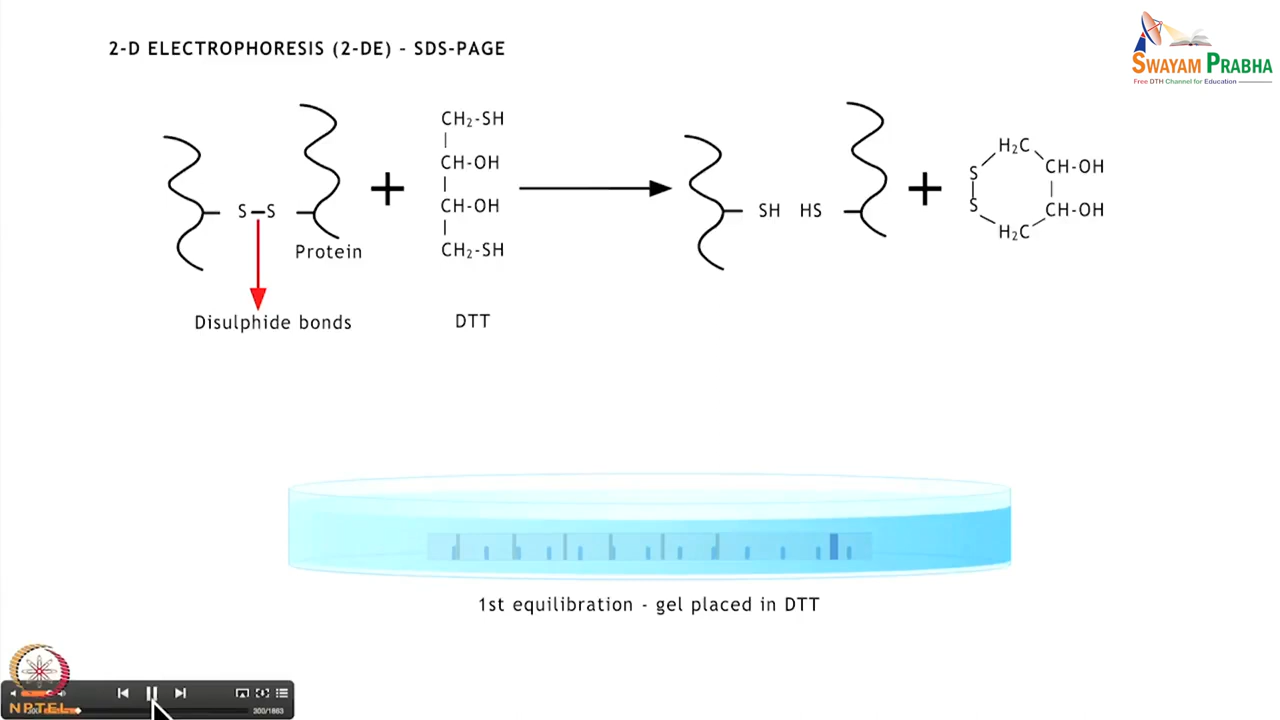 2-D ELECTROPHORESIS (2-DE) - SDS-PAGE
SWAYAM PRABHA
Free DTH Channel for Education
CH2-SH
CH-OH
CH-OH
CH2-SH
S-S
Protein
Disulphide bonds
DTT
SH HS
H2C
S
CH-OH
S
CH-OH
H2C
1st equilibration - gel placed in DTT
NPTEL
300/1883